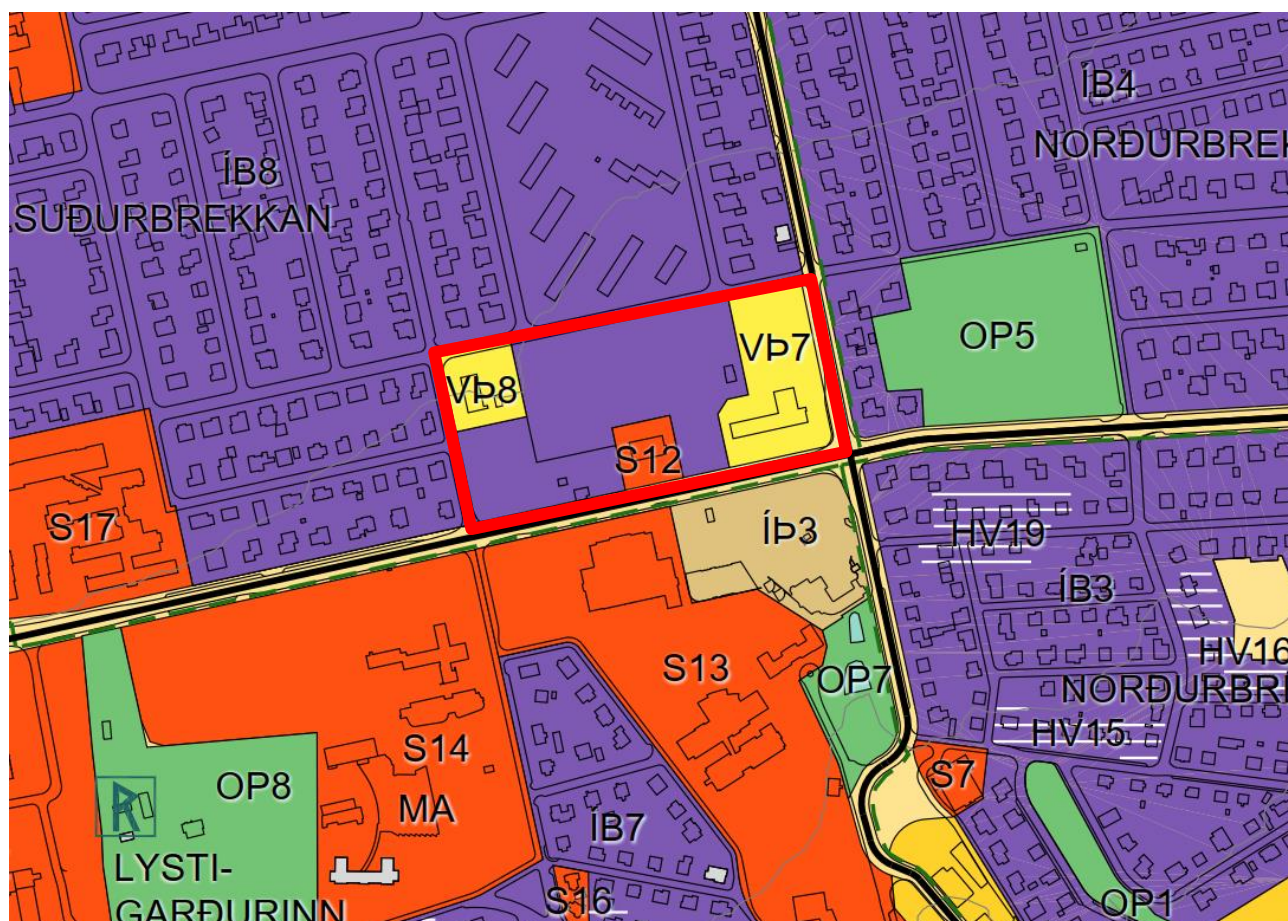 ÍB4
NORÐURBREK
ÍB8
SUÐURBREKKAN
OP5
VÞ7
VÞ8
S12
S17
ÍÞ3
HV19
ÍB3
HV16
S13
OP7
NORÐURBR
HV15
S14
OP8
MA
S7
ÍB7
LYSTI-
GARÐURINN
S16
OP1